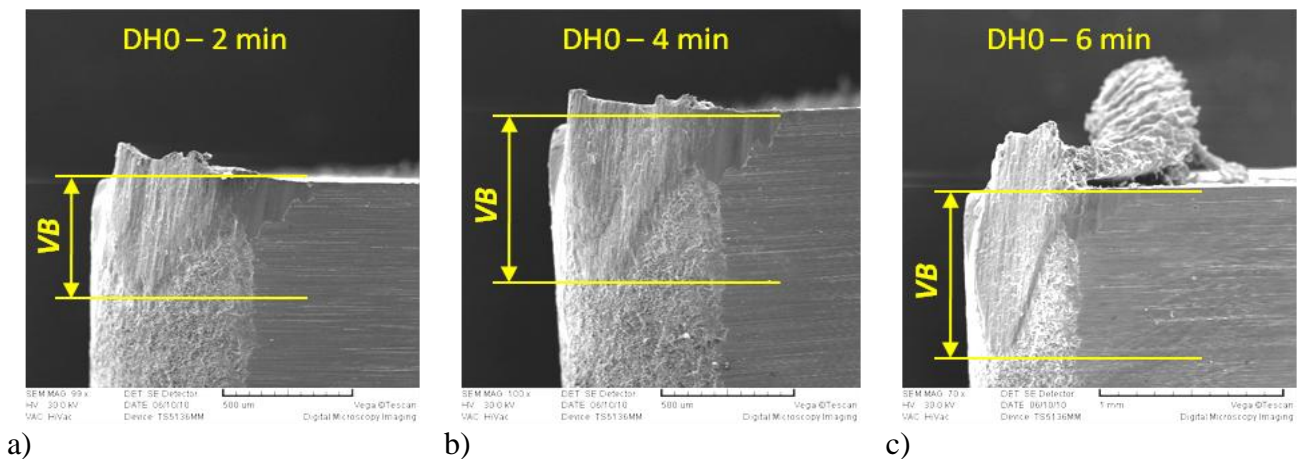 DH0 – 2 min
VB
SEM MAG: 99 x
DET: SE Detector
HV: 30.0 kV
DATE: 06/10/10
500 um
Vega ©Tescan
VAC: HiVac
Device: TS5136MM
Digital Microscopy Imaging
a)
DH0 – 4 min
VB
SEM MAG: 100 x
DET: SE Detector
HV: 30.0 kV
DATE: 06/10/10
500 um
Vega ©Tescan
VAC: HiVac
Device: TS5136MM
Digital Microscopy Imaging
b)
DH0 – 6 min
VB
SEM MAG: 70 x
DET: SE Detector
HV: 30.0 kV
DATE: 06/10/10
1 mm
Vega ©Tescan
VAC: HiVac
Device: TS5136MM
Digital Microscopy Imaging
c)